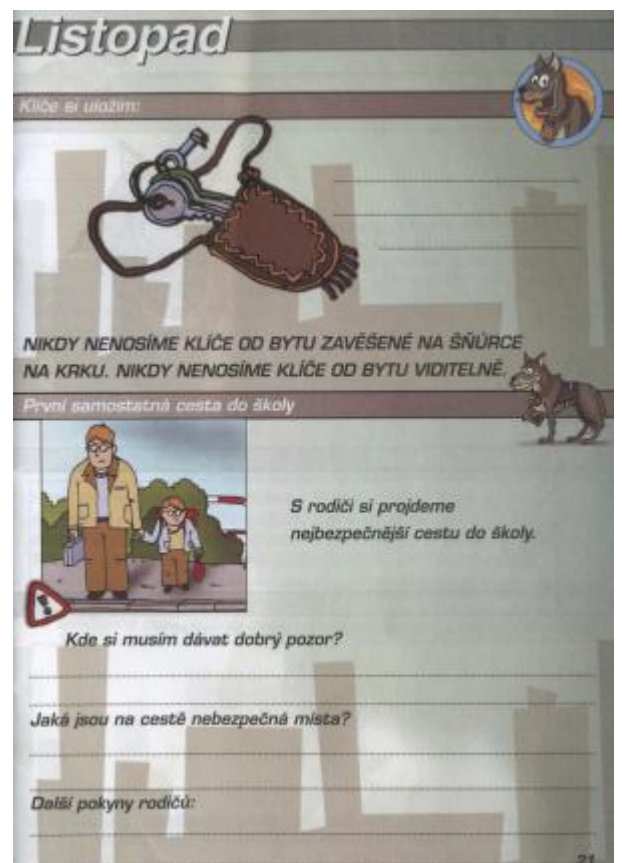 Listopad
Klíče si uložím:
NIKDY NENOSÍME KLÍČE OD BYTU ZAVĚŠENÉ NA ŠŇŮRCE
NA KRKU. NIKDY NENOSÍME KLÍČE OD BYTU VIDITELNĚ.
První samostatná cesta do školy
S rodiči si projdeme
nejbezpečnější cestu do školy.
Kde si musím dávat dobrý pozor?
Jaká jsou na cestě nebezpečná místa?
Další pokyny rodičů:
21